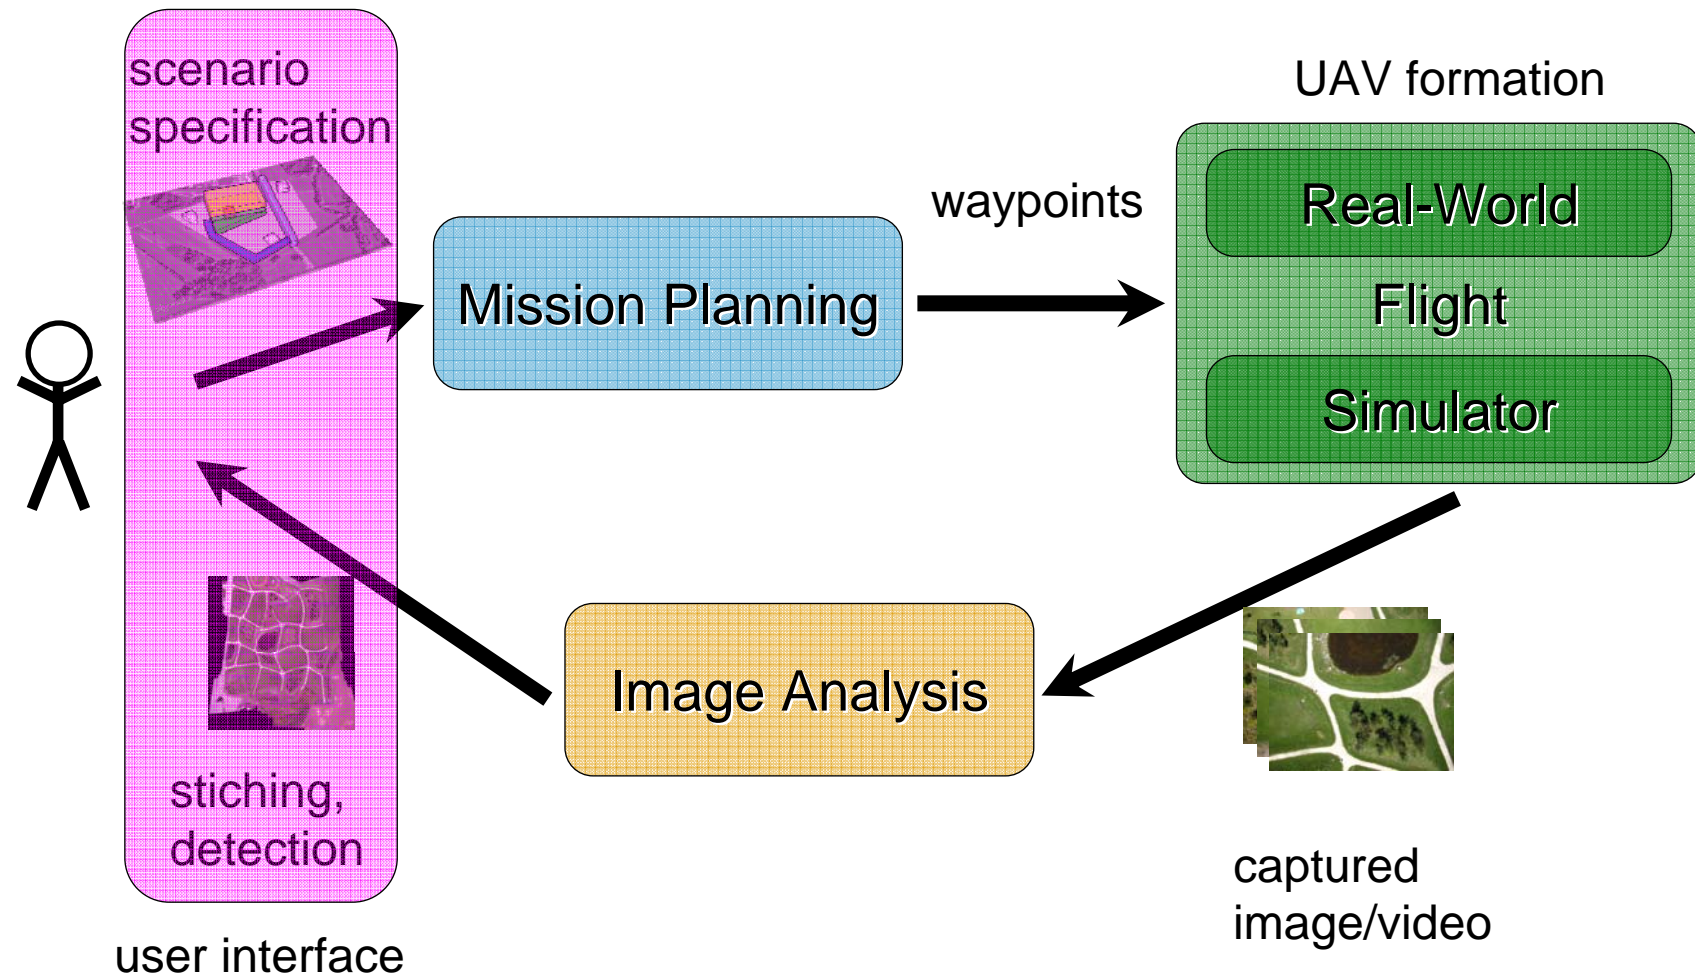 scenario
specification
UAV formation
waypoints
Real-World
Mission Planning
Flight
Simulator
Image Analysis
stiching,
detection
captured
image/video
user interface